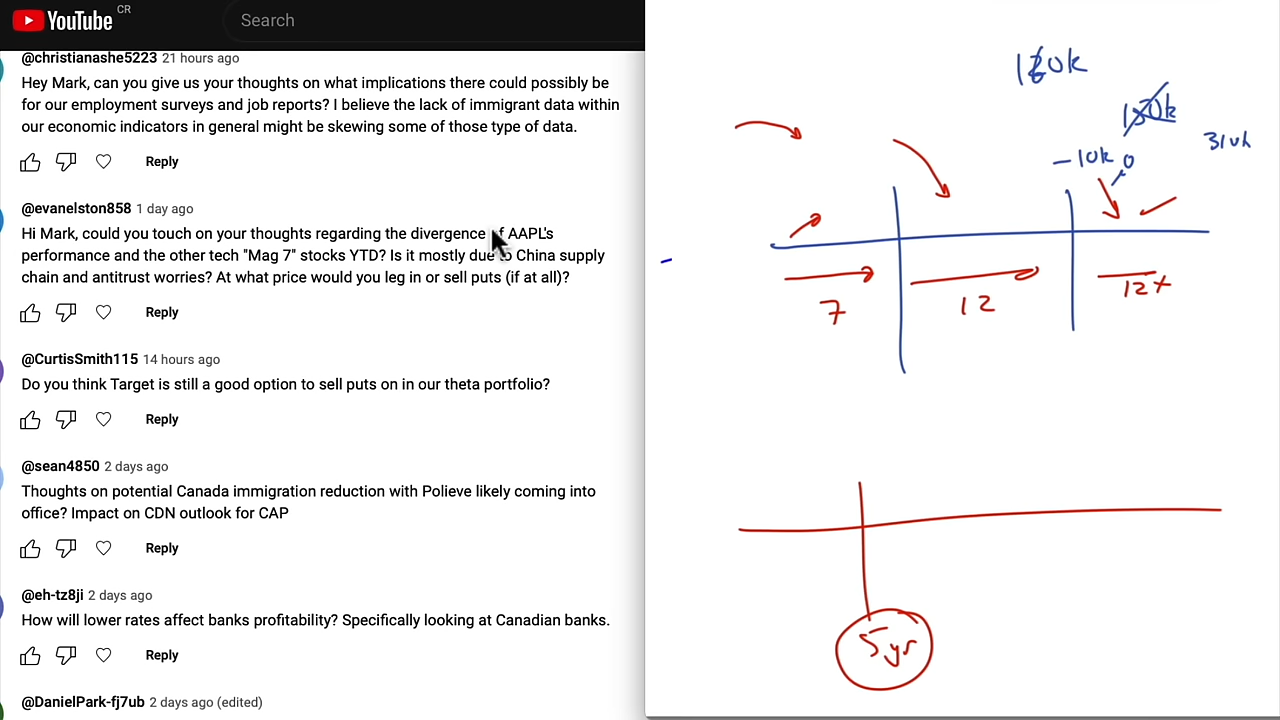 YouTube CR
Search
@christianashe5223 21 hours ago
Hey Mark, can you give us your thoughts on what implications there could possibly be
for our employment surveys and job reports? I believe the lack of immigrant data within
our economic indicators in general might be skewing some of those type of data.
Reply
@evanelston858 1 day ago
Hi Mark, could you touch on your thoughts regarding the divergence of AAPL's
performance and the other tech "Mag 7" stocks YTD? Is it mostly due to China supply
chain and antitrust worries? At what price would you leg in or sell puts (if at all)?
Reply
@CurtisSmith115 14 hours ago
Do you think Target is still a good option to sell puts on in our theta portfolio?
Reply
@sean4850 2 days ago
Thoughts on potential Canada immigration reduction with Polieve likely coming into
office? Impact on CDN outlook for CAP
Reply
@eh-tz8ji 2 days ago
How will lower rates affect banks profitability? Specifically looking at Canadian banks.
Reply
@DanielPark-fj7ub 2 days ago (edited)
-10k 0
7
12
12+
5 yr